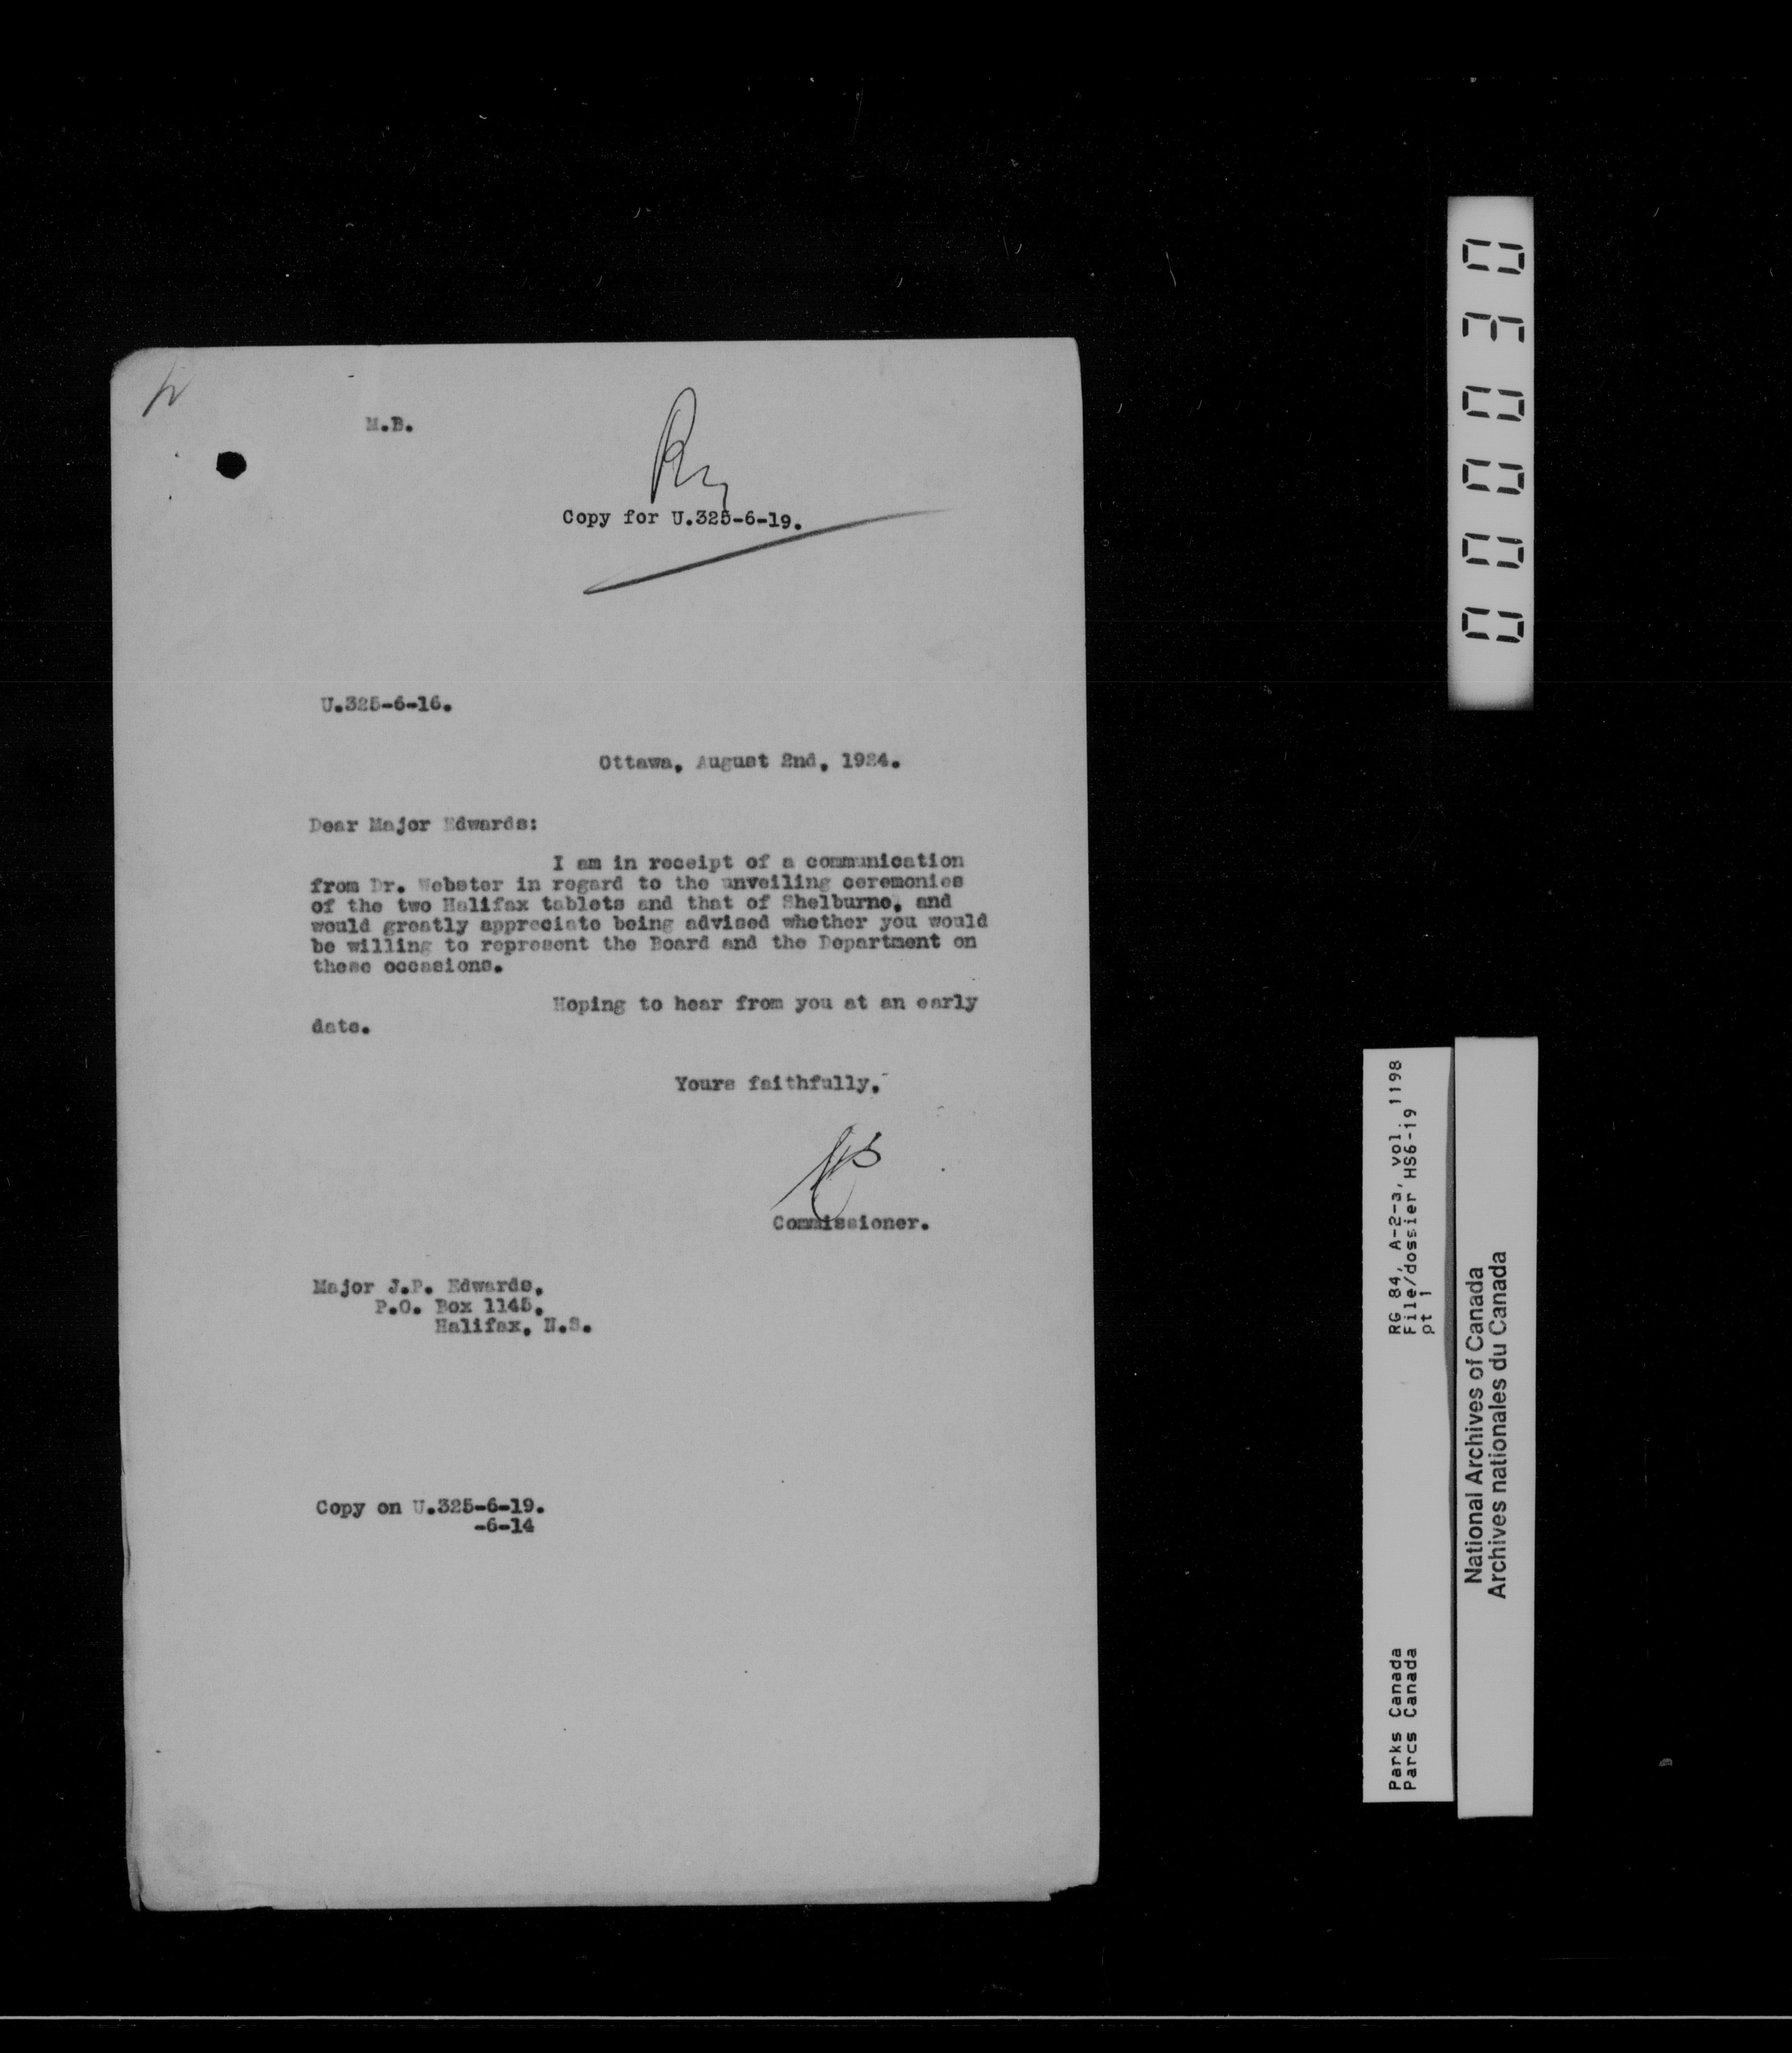 M.B.
Copy for U.325-6-19.
U.325-6-16.
Ottawa, August 2nd, 1924.
Dear Major Edwards:
I am in receipt of a communication
from Dr. Webster in regard to the unveiling ceremonies
of the two Halifax tablets and that of Shelburne, and
would greatly appreciate being advised whether you would
be willing to represent the Board and the Department on
these occasions.
Hoping to hear from you at an early
date.
Yours faithfully,
Commissioner.
Major J.P. Edwards,
P.O. Box 1145,
Halifax, N.S.
Copy on U.325-6-19.
-6-14
000030
RG 84, A-2-a, vol. 1198
File/dossier HS6-19
pt 1
Parks Canada
Parcs Canada
National Archives of Canada
Archives nationales du Canada